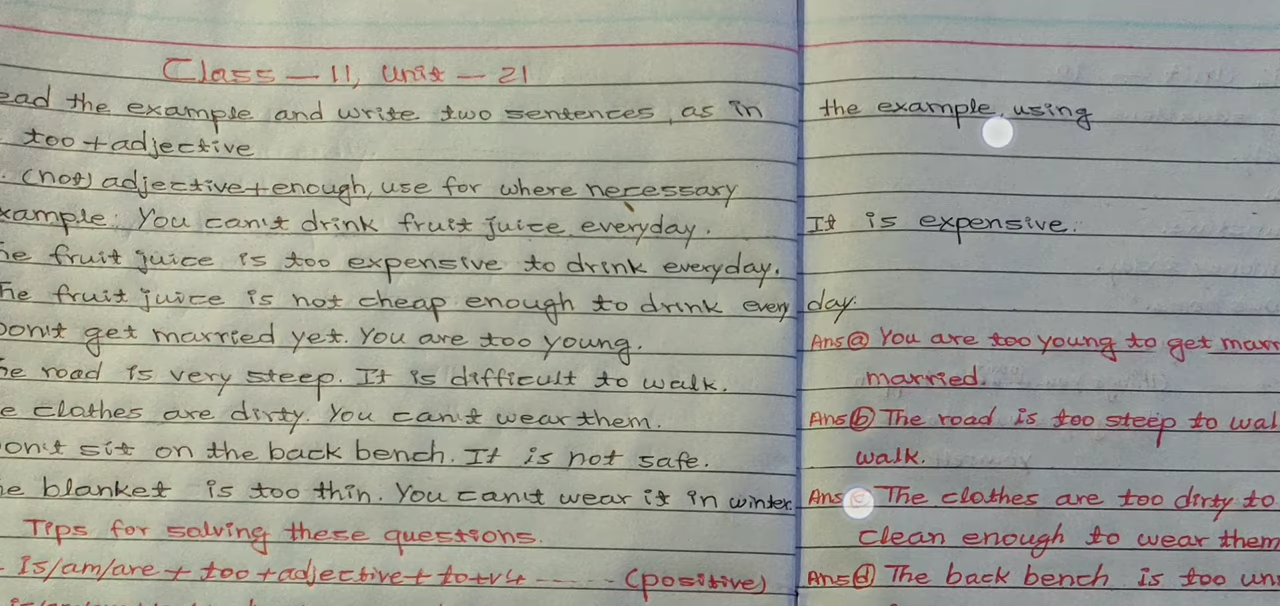 Class - 11, Unit - 21
ead the example and write two sentences, as in the example, using
too + adjective
. (not) adjective + enough, use for where necessary
xample: You can't drink fruit juice everyday. It is expensive.
he fruit juice is too expensive to drink everyday.
The fruit juice is not cheap enough to drink every day.
Don't get married yet. You are too young.
he road is very steep. It is difficult to walk.
e clothes are dirty. You can't wear them.
on't sit on the back bench. It is not safe.
he blanket is too thin. You can't wear it in winter.
Tips for solving these questions.
- Is/am/are + too + adjective + to + v4 ...... (positive)
Ans (a) You are too young to get marr
married.
Ans (b) The road is too steep to wal
walk.
Ans (c) The clothes are too dirty to
clean enough to wear them
Ans (d) The back bench is too un